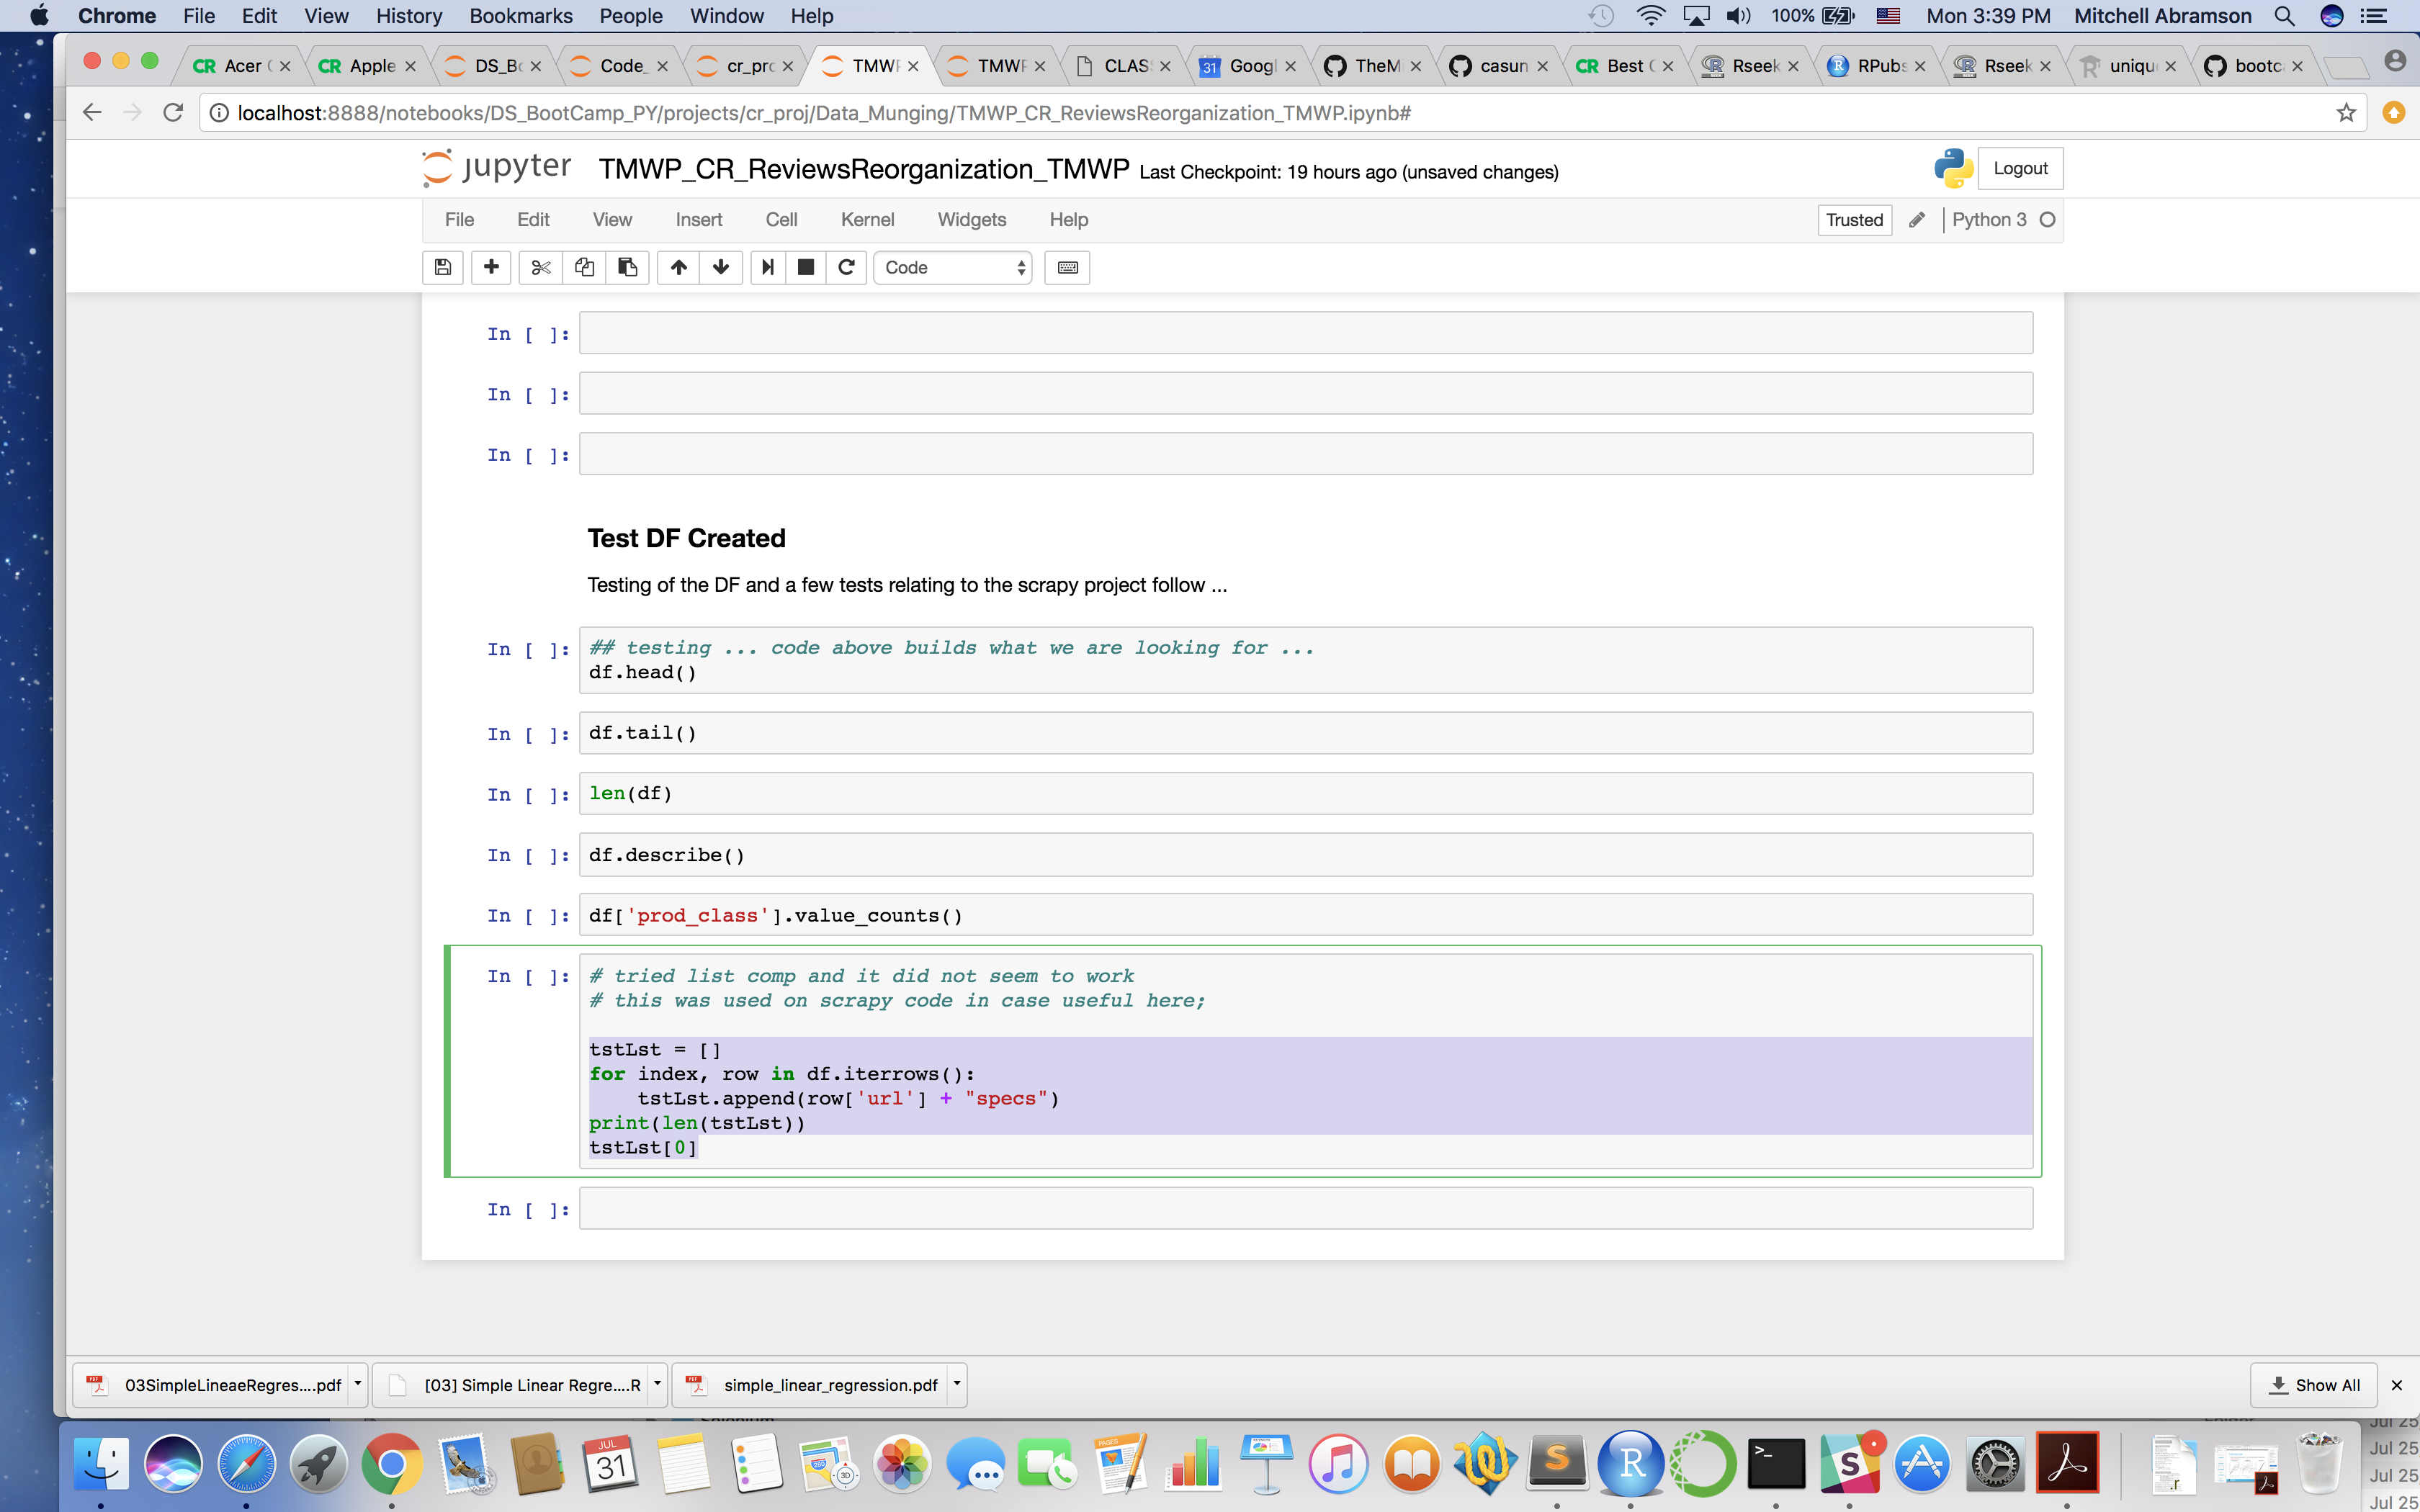 Chrome File Edit View History Bookmarks People Window Help 100% Mon 3:39 PM Mitchell Abramson
CR Acer CR Apple DS_B Code_ cr_pro TMWP TMWP CLAS 31 Googl TheM casun CR Best Rseek RPubs Rseek uniqu bootc
localhost:8888/notebooks/DS_BootCamp_PY/projects/cr_proj/Data_Munging/TMWP_CR_ReviewsReorganization_TMWP.ipynb#
jupyter TMWP_CR_ReviewsReorganization_TMWP Last Checkpoint: 19 hours ago (unsaved changes) Logout
File Edit View Insert Cell Kernel Widgets Help Trusted Python 3
Code
In [ ]:
In [ ]:
In [ ]:
Test DF Created
Testing of the DF and a few tests relating to the scrapy project follow ...
In [ ]: ## testing ... code above builds what we are looking for ...
df.head()
In [ ]: df.tail()
In [ ]: len(df)
In [ ]: df.describe()
In [ ]: df['prod_class'].value_counts()
In [ ]: # tried list comp and it did not seem to work
# this was used on scrapy code in case useful here;
tstLst = []
for index, row in df.iterrows():
tstLst.append(row['url'] + "specs")
print(len(tstLst))
tstLst[0]
In [ ]:
03SimpleLineaeRegres....pdf [03] Simple Linear Regre....R simple_linear_regression.pdf Show All
Jul 25
JUL
31
PAGES
280
3D
S
R
>_
S
Jul 25
Jul 25
Jul 25